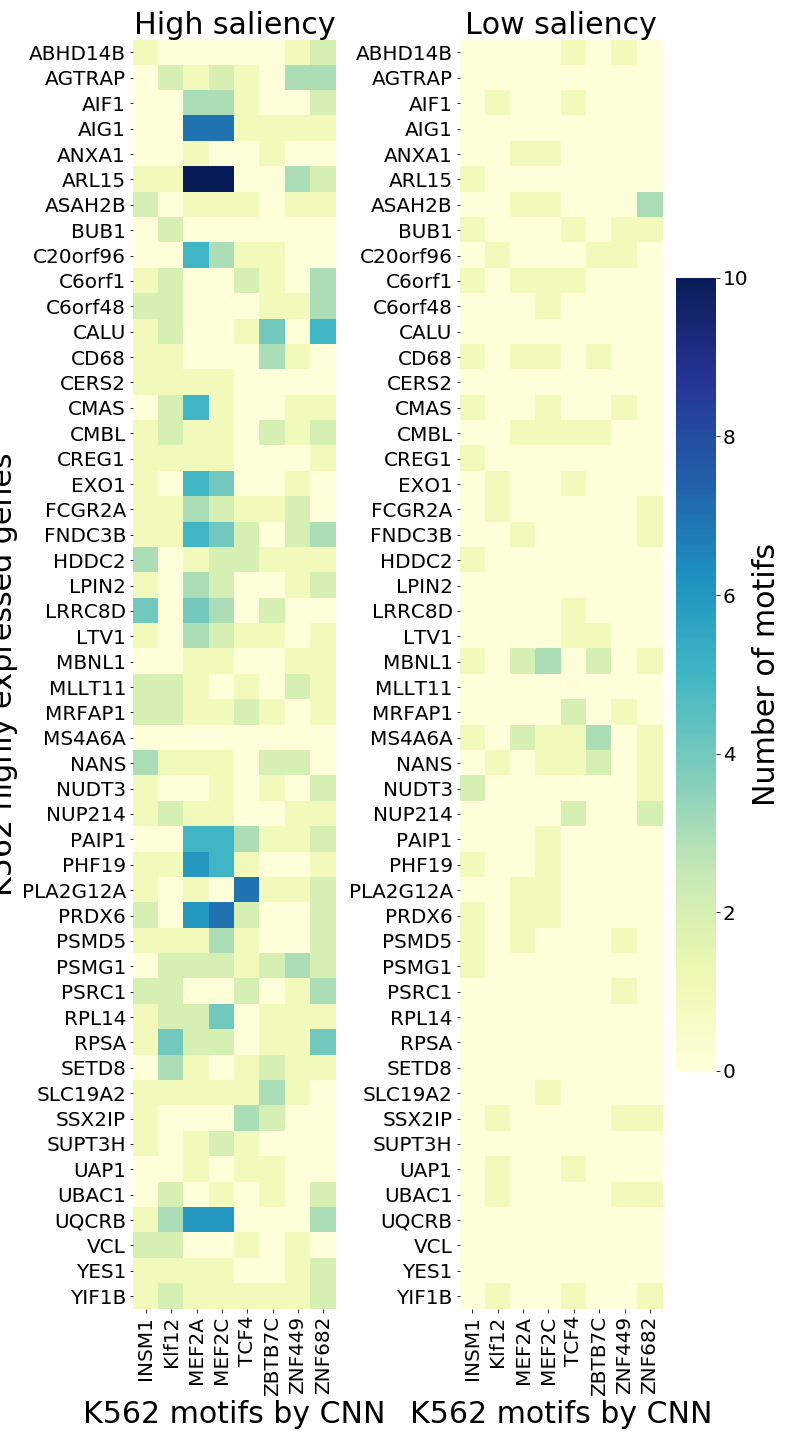 High saliency
Low saliency
ABHD14B
AGTRAP
AIF1
AIG1
ANXA1
ARL15
ASAH2B
BUB1
C20orf96
C6orf1
C6orf48
CALU
CD68
CERS2
CMAS
CMBL
CREG1
EXO1
FCGR2A
FNDC3B
HDDC2
LPIN2
LRRC8D
LTV1
MBNL1
MLLT11
MRFAP1
MS4A6A
NANS
NUDT3
NUP214
PAIP1
PHF19
PLA2G12A
PRDX6
PSMD5
PSMG1
PSRC1
RPL14
RPSA
SETD8
SLC19A2
SSX2IP
SUPT3H
UAP1
UBAC1
UQCRB
VCL
YES1
YIF1B
K562 highly expressed genes
INSM1
Klf12
MEF2A
MEF2C
TCF4
ZBTB7C
ZNF449
ZNF682
K562 motifs by CNN
ABHD14B
AGTRAP
AIF1
AIG1
ANXA1
ARL15
ASAH2B
BUB1
C20orf96
C6orf1
C6orf48
CALU
CD68
CERS2
CMAS
CMBL
CREG1
EXO1
FCGR2A
FNDC3B
HDDC2
LPIN2
LRRC8D
LTV1
MBNL1
MLLT11
MRFAP1
MS4A6A
NANS
NUDT3
NUP214
PAIP1
PHF19
PLA2G12A
PRDX6
PSMD5
PSMG1
PSRC1
RPL14
RPSA
SETD8
SLC19A2
SSX2IP
SUPT3H
UAP1
UBAC1
UQCRB
VCL
YES1
YIF1B
INSM1
Klf12
MEF2A
MEF2C
TCF4
ZBTB7C
ZNF449
ZNF682
K562 motifs by CNN
10
8
6
4
2
0
Number of motifs